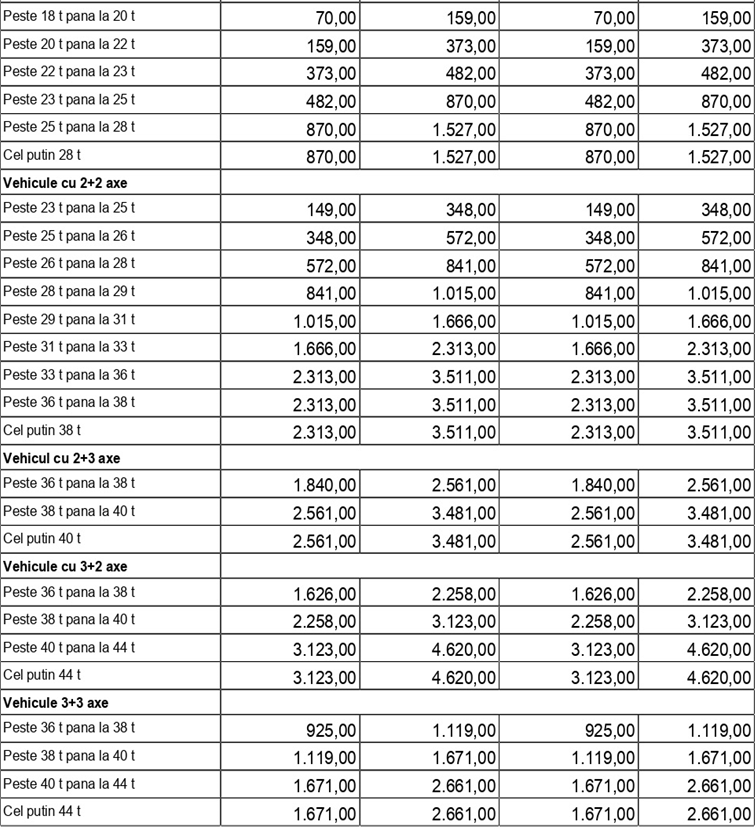 Peste 18 t pana la 20 t 70,00 159,00 70,00 159,00
Peste 20 t pana la 22 t 159,00 373,00 159,00 373,00
Peste 22 t pana la 23 t 373,00 482,00 373,00 482,00
Peste 23 t pana la 25 t 482,00 870,00 482,00 870,00
Peste 25 t pana la 28 t 870,00 1.527,00 870,00 1.527,00
Cel putin 28 t 870,00 1.527,00 870,00 1.527,00
Vehicule cu 2+2 axe
Peste 23 t pana la 25 t 149,00 348,00 149,00 348,00
Peste 25 t pana la 26 t 348,00 572,00 348,00 572,00
Peste 26 t pana la 28 t 572,00 841,00 572,00 841,00
Peste 28 t pana la 29 t 841,00 1.015,00 841,00 1.015,00
Peste 29 t pana la 31 t 1.015,00 1.666,00 1.015,00 1.666,00
Peste 31 t pana la 33 t 1.666,00 2.313,00 1.666,00 2.313,00
Peste 33 t pana la 36 t 2.313,00 3.511,00 2.313,00 3.511,00
Peste 36 t pana la 38 t 2.313,00 3.511,00 2.313,00 3.511,00
Cel putin 38 t 2.313,00 3.511,00 2.313,00 3.511,00
Vehicul cu 2+3 axe
Peste 36 t pana la 38 t 1.840,00 2.561,00 1.840,00 2.561,00
Peste 38 t pana la 40 t 2.561,00 3.481,00 2.561,00 3.481,00
Cel putin 40 t 2.561,00 3.481,00 2.561,00 3.481,00
Vehicule cu 3+2 axe
Peste 36 t pana la 38 t 1.626,00 2.258,00 1.626,00 2.258,00
Peste 38 t pana la 40 t 2.258,00 3.123,00 2.258,00 3.123,00
Peste 40 t pana la 44 t 3.123,00 4.620,00 3.123,00 4.620,00
Cel putin 44 t 3.123,00 4.620,00 3.123,00 4.620,00
Vehicule 3+3 axe
Peste 36 t pana la 38 t 925,00 1.119,00 925,00 1.119,00
Peste 38 t pana la 40 t 1.119,00 1.671,00 1.119,00 1.671,00
Peste 40 t pana la 44 t 1.671,00 2.661,00 1.671,00 2.661,00
Cel putin 44 t 1.671,00 2.661,00 1.671,00 2.661,00